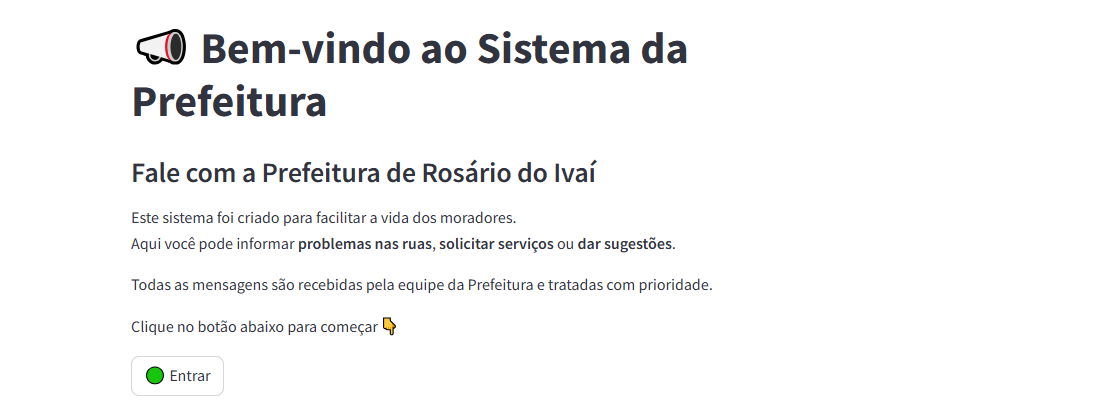 Bem-vindo ao Sistema da
Prefeitura
Fale com a Prefeitura de Rosário do Ivaí
Este sistema foi criado para facilitar a vida dos moradores.
Aqui você pode informar problemas nas ruas, solicitar serviços ou dar sugestões.
Todas as mensagens são recebidas pela equipe da Prefeitura e tratadas com prioridade.
Clique no botão abaixo para começar
Entrar